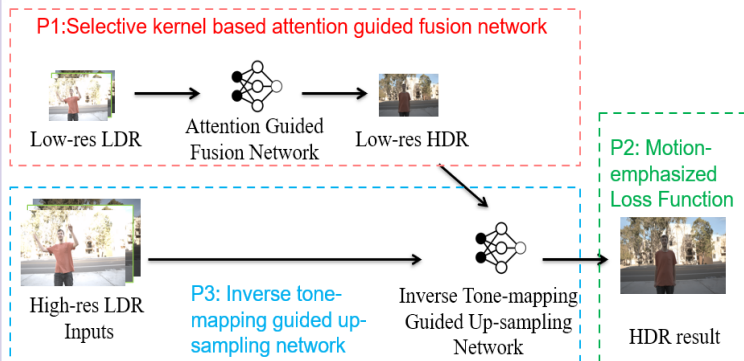 P1:Selective kernel based attention guided fusion network
Low-res LDR
Attention Guided
Fusion Network
Low-res HDR
P2: Motion-
emphasized
Loss Function
High-res LDR
Inputs
P3: Inverse tone-
mapping guided up-
sampling network
Inverse Tone-mapping
Guided Up-sampling
Network
HDR result